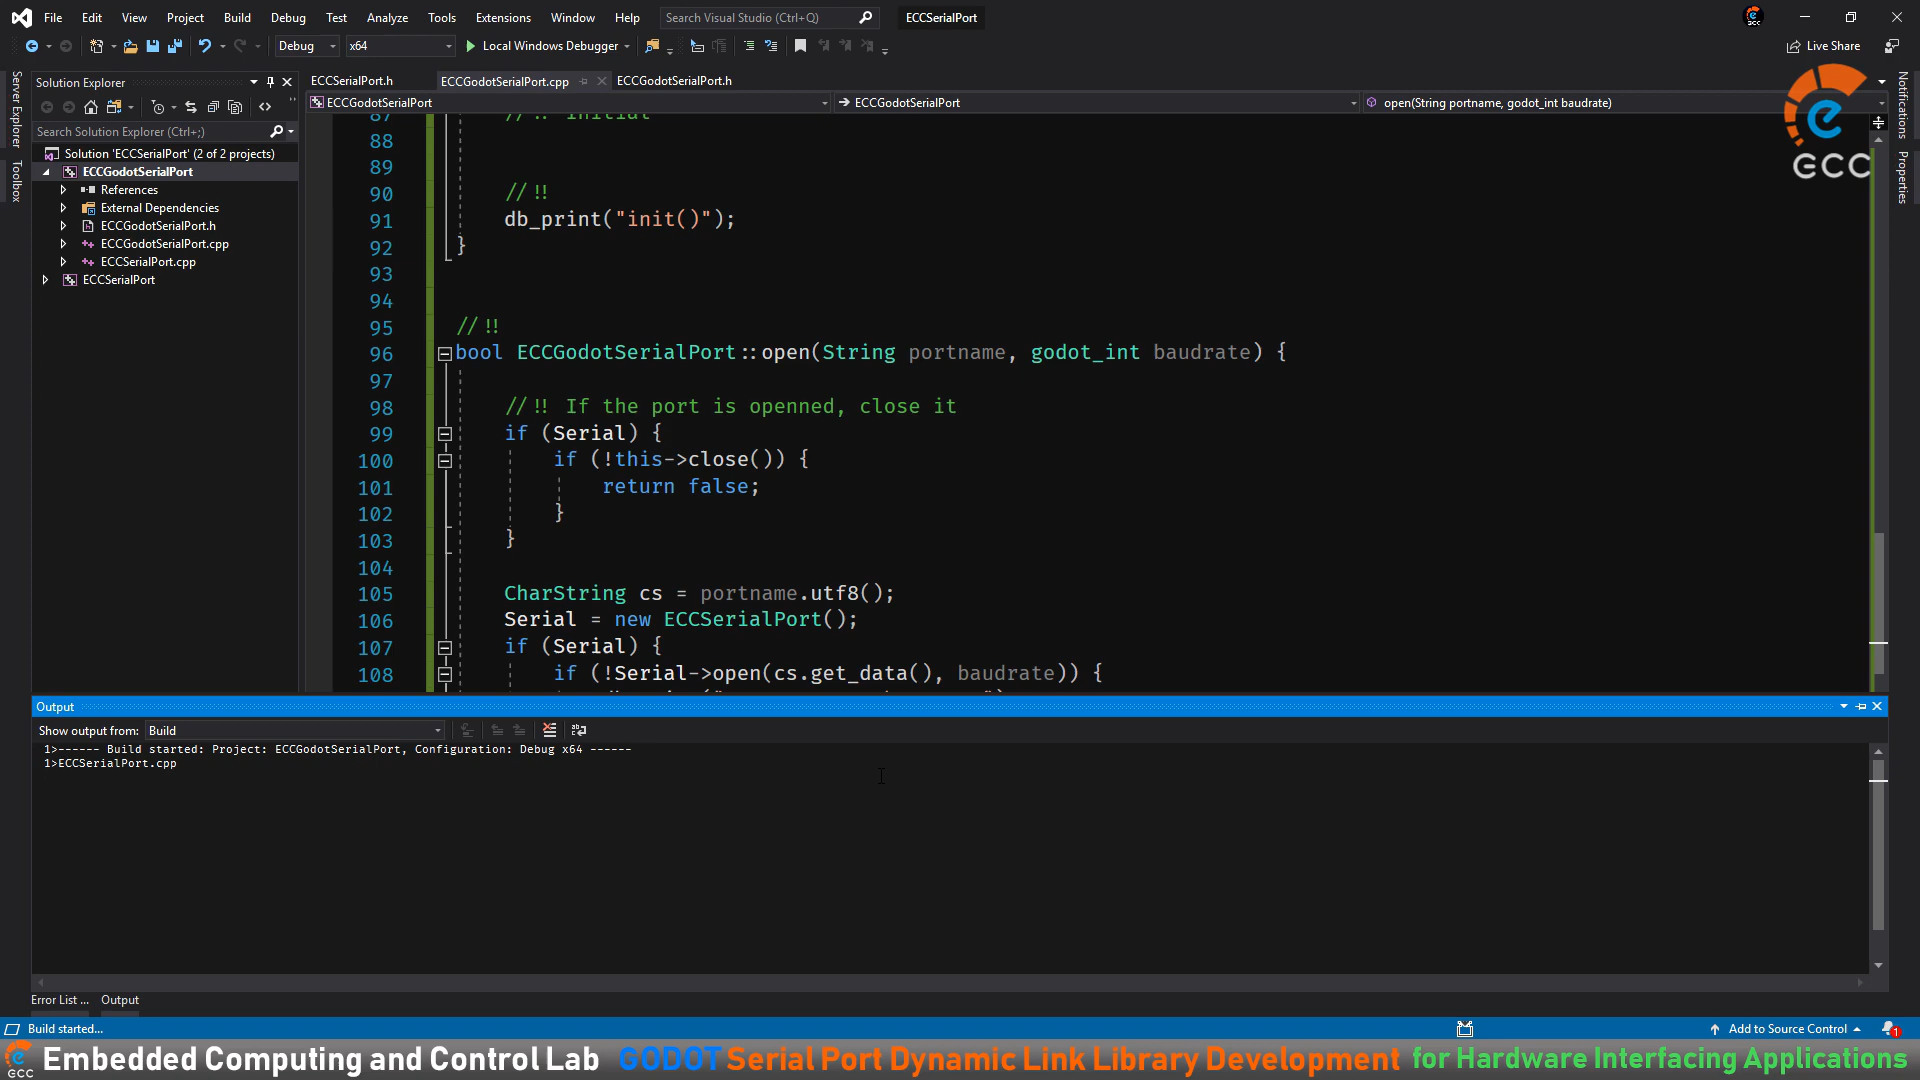 File Edit View Project Build Debug Test Analyze Tools Extensions Window Help Search Visual Studio (Ctrl+Q) ECCSerialPort
Debug x64 Local Windows Debugger Live Share
Server Explorer
Toolbox
Notifications
Properties
Solution Explorer
Search Solution Explorer (Ctrl+;)
Solution 'ECCSerialPort' (2 of 2 projects)
ECCGodotSerialPort
References
External Dependencies
ECCGodotSerialPort.h
ECCGodotSerialPort.cpp
ECCSerialPort.cpp
ECCSerialPort
ECCSerialPort.h ECCGodotSerialPort.cpp ECCGodotSerialPort.h
ECCGodotSerialPort ECCGodotSerialPort open(String portname, godot_int baudrate)
ecc
87 //!! Initial
88
89
90 //!!
91 db_print("init()");
92 }
93
94
95 //!!
96 bool ECCGodotSerialPort::open(String portname, godot_int baudrate) {
97
98 //!! If the port is openned, close it
99 if (Serial) {
100 if (!this->close()) {
101 return false;
102 }
103 }
104
105 CharString cs = portname.utf8();
106 Serial = new ECCSerialPort();
107 if (Serial) {
108 if (!Serial->open(cs.get_data(), baudrate)) {
Output
Show output from: Build
1>------ Build started: Project: ECCGodotSerialPort, Configuration: Debug x64 ------
1>ECCSerialPort.cpp
Error List ... Output
Build started... Add to Source Control 1
ecc Embedded Computing and Control Lab GODOT Serial Port Dynamic Link Library Development for Hardware Interfacing Applications